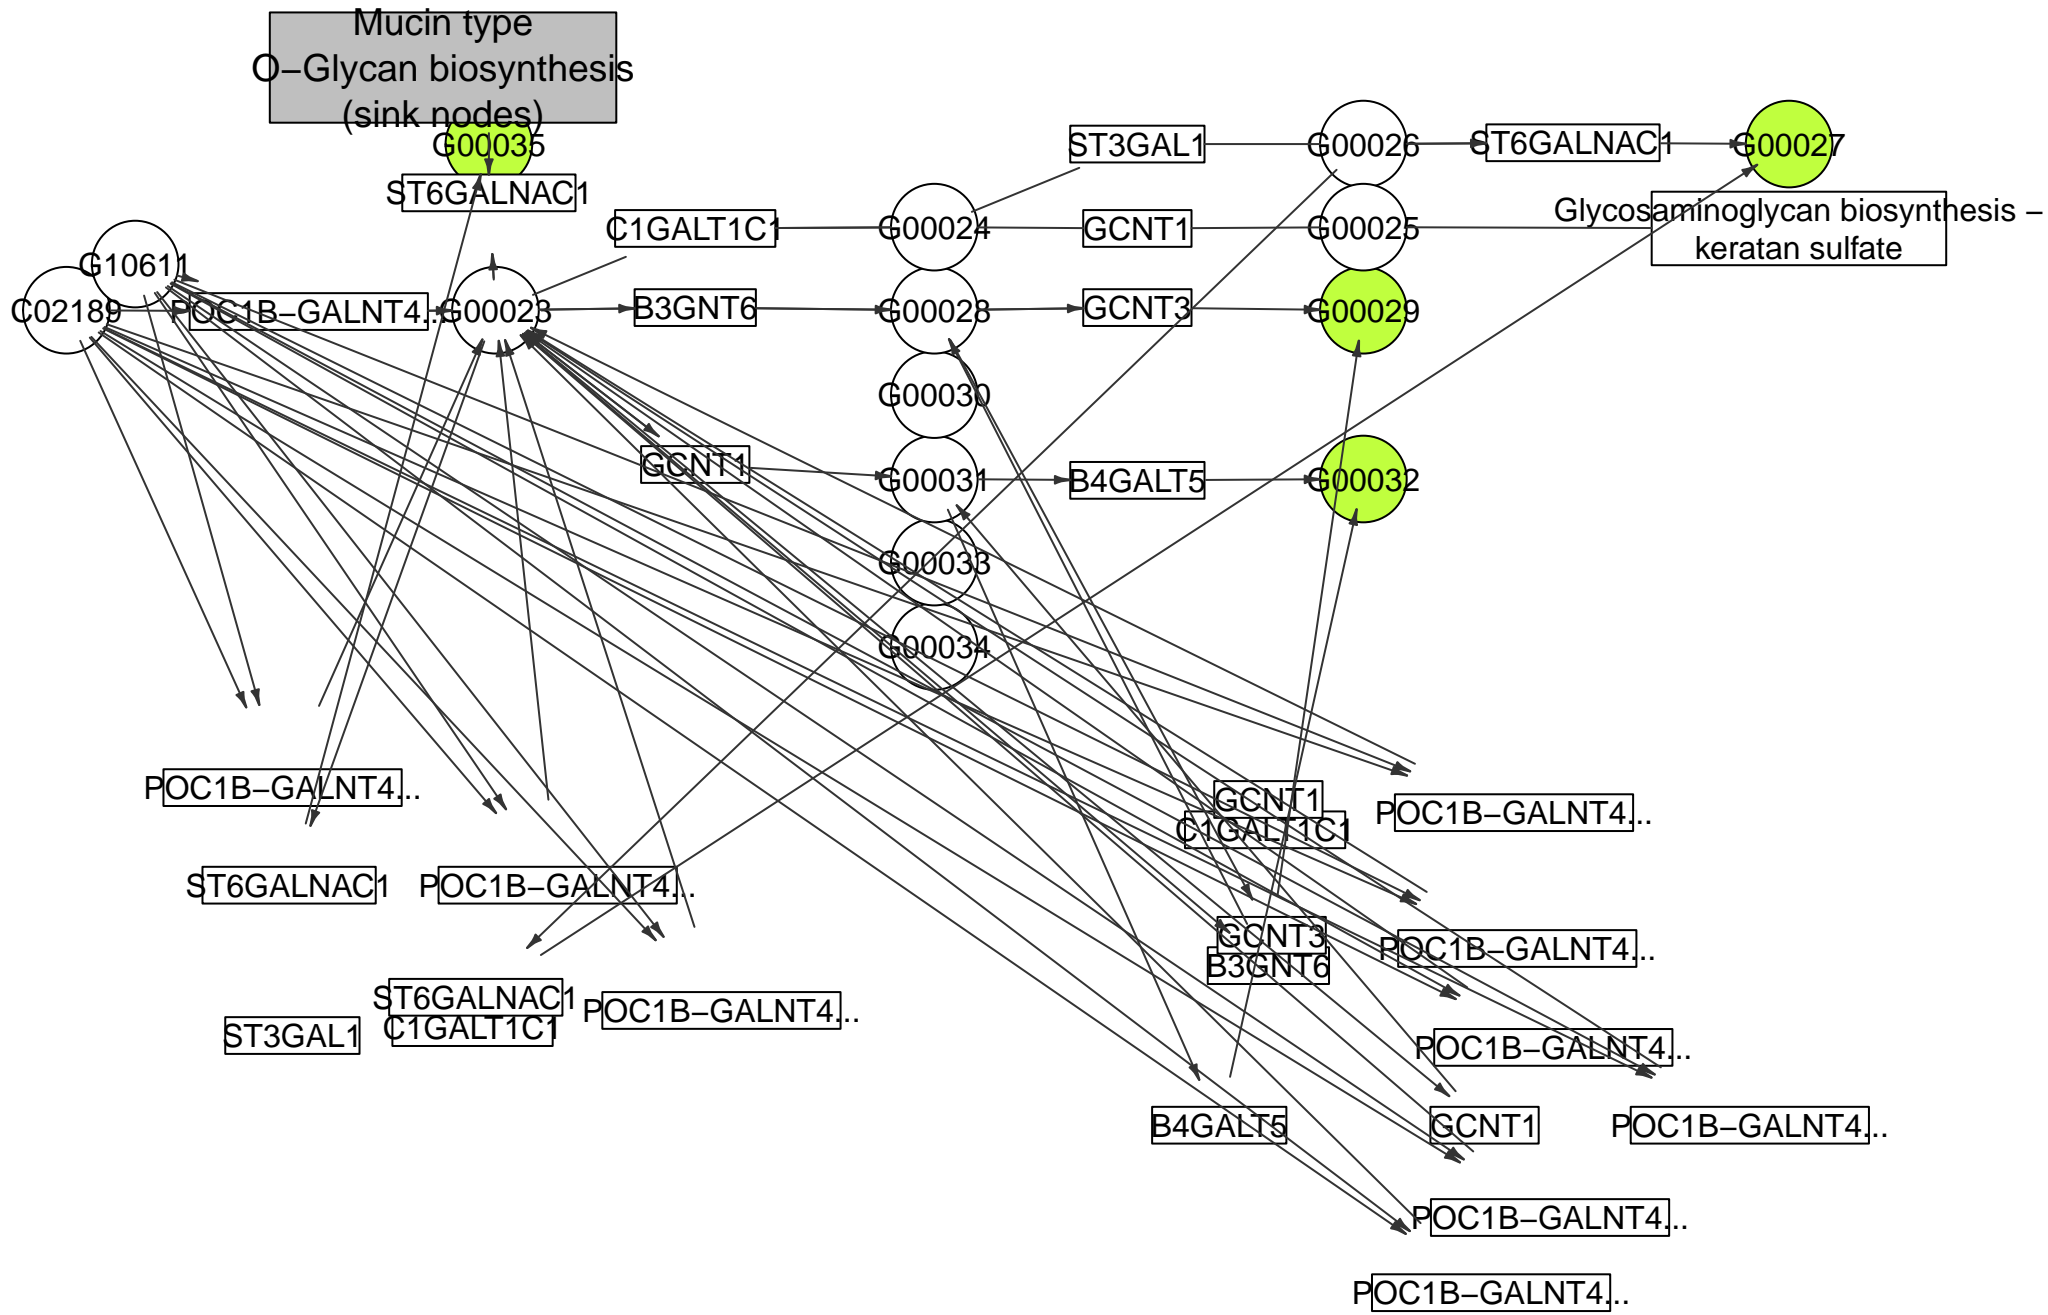 Mucin type
O−Glycan biosynthesis
(sink nodes)
G00035
ST3GAL1
G00026
ST6GALNAC1
G00027
ST6GALNAC1
C1GALT1C1
G00024
GCNT1
G00025
Glycosaminoglycan biosynthesis −
keratan sulfate
G10611
C02189
POC1B−GALNT4...
G00023
B3GNT6
G00028
GCNT3
G00029
G00030
GCNT1
G00031
B4GALT5
G00032
G00033
G00034
POC1B−GALNT4...
GCNT1
POC1B−GALNT4...
C1GALT1C1
ST6GALNAC1
POC1B−GALNT4...
GCNT3
POC1B−GALNT4...
B3GNT6
ST6GALNAC1
POC1B−GALNT4...
C1GALT1C1
ST3GAL1
POC1B−GALNT4...
B4GALT5
GCNT1
POC1B−GALNT4...
POC1B−GALNT4...
POC1B−GALNT4...